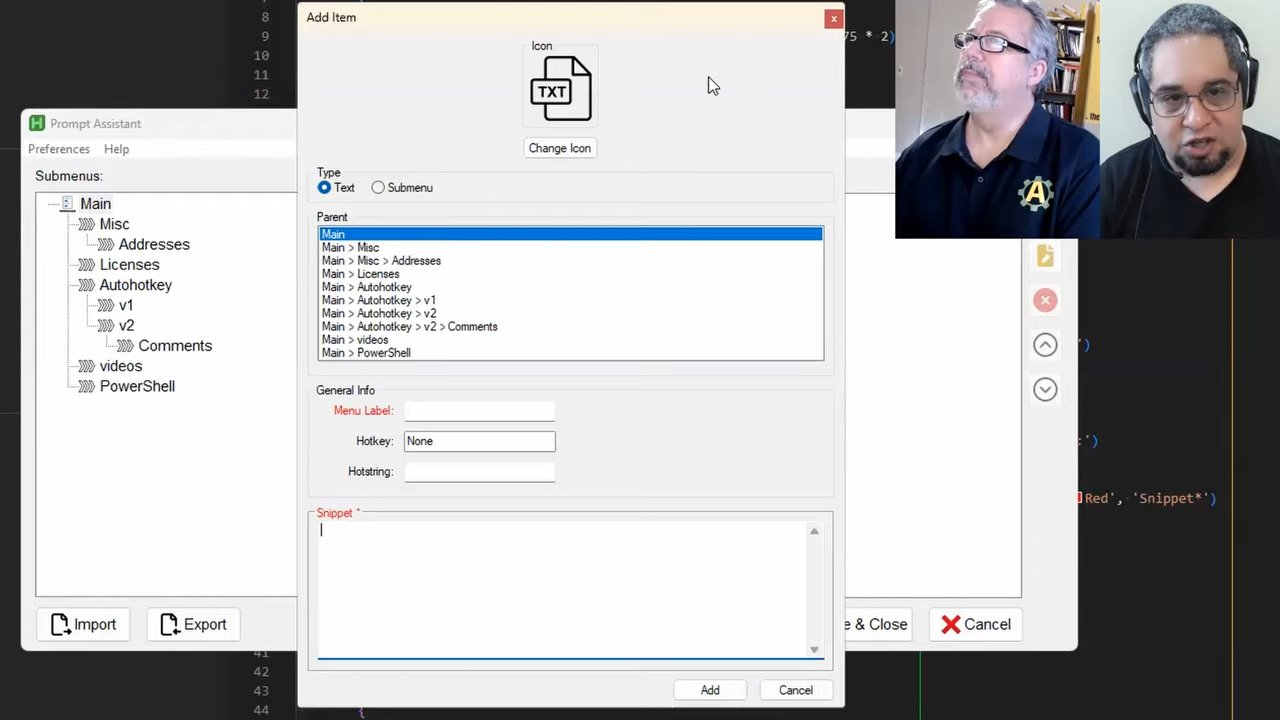 8
9
10
11
12
75 * 2)
Add Item
x
Icon
TXT
Change Icon
Prompt Assistant
Preferences Help
Submenus:
Main
Misc
Addresses
Licenses
Autohotkey
v1
v2
Comments
videos
PowerShell
Type
Text Submenu
Parent
Main
Main > Misc
Main > Misc > Addresses
Main > Licenses
Main > Autohotkey
Main > Autohotkey > v1
Main > Autohotkey > v2
Main > Autohotkey > v2 > Comments
Main > videos
Main > PowerShell
General Info
Menu Label:
Hotkey: None
Hotstring:
Snippet *
Add Cancel
Import Export
e & Close Cancel
A
')
:')
Red', 'Snippet*')
41
42
43
44 {